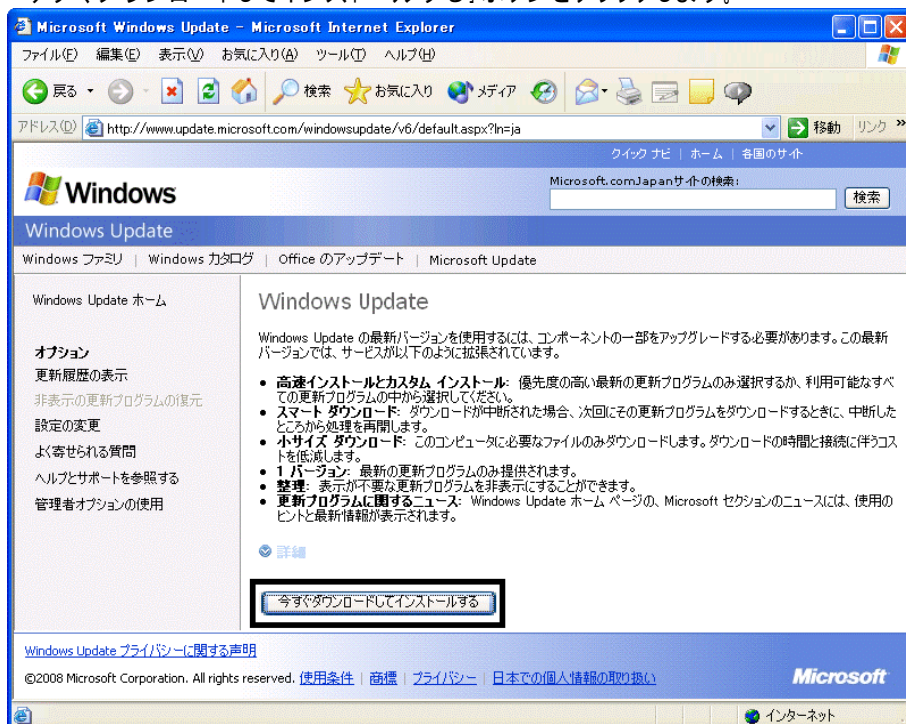 Microsoft Windows Update - Microsoft Internet Explorer
ファイル(F) 編集(E) 表示(V) お気に入り(A) ツール(T) ヘルプ(H)
戻る 検索 お気に入り メディア
アドレス(D) http://www.update.microsoft.com/windowsupdate/v6/default.aspx?ln=ja 移動 リンク »
クイック ナビ | ホーム | 各国のサイト
Windows
Microsoft.comJapanサイトの検索:
検索
Windows Update
Windows ファミリ | Windows カタログ | Office のアップデート | Microsoft Update
Windows Update ホーム
オプション
更新履歴の表示
非表示の更新プログラムの復元
設定の変更
よく寄せられる質問
ヘルプとサポートを参照する
管理者オプションの使用
Windows Update
Windows Update の最新バージョンを使用するには、コンポーネントの一部をアップグレードする必要があります。この最新
バージョンでは、サービスが以下のように拡張されています。
• 高速インストールとカスタム インストール: 優先度の高い最新の更新プログラムのみ選択するか、利用可能なすべ
ての更新プログラムの中から選択してください。
• スマート ダウンロード: ダウンロードが中断された場合、次回にその更新プログラムをダウンロードするときに、中断した
ところから処理を再開します。
• 小サイズ ダウンロード: このコンピュータに必要なファイルのみダウンロードします。ダウンロードの時間と接続に伴うコス
トを低減します。
• 1 バージョン: 最新の更新プログラムのみ提供されます。
• 整理: 表示が不要な更新プログラムを非表示にすることができます。
• 更新プログラムに関するニュース: Windows Update ホーム ページの、Microsoft セクションのニュースには、使用の
ヒントと最新情報が表示されます。
詳細
今すぐダウンロードしてインストールする
Windows Update プライバシーに関する声明
©2008 Microsoft Corporation. All rights reserved. 使用条件 | 商標 | プライバシー | 日本での個人情報の取り扱い
Microsoft
インターネット